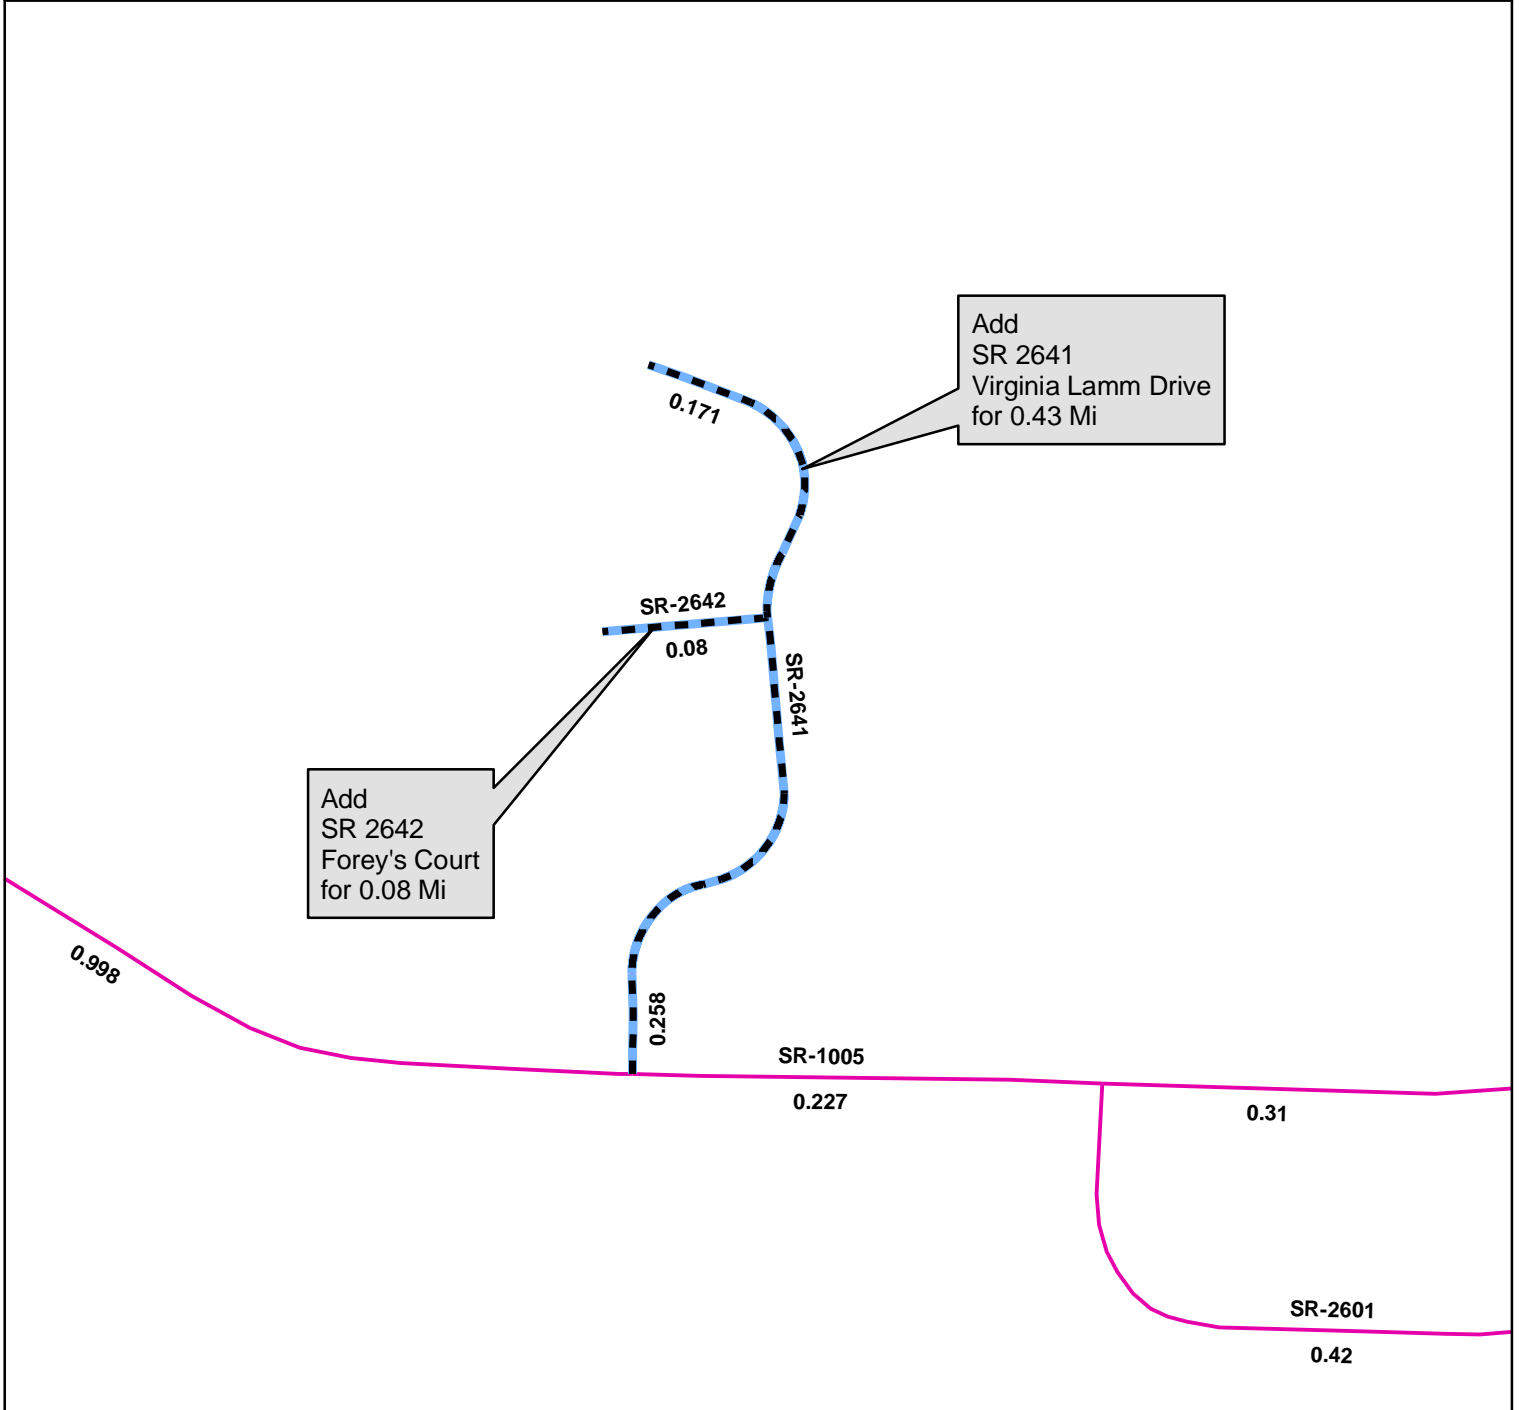 Add
SR 2641
Virginia Lamm Drive
for 0.43 Mi
0.171
SR-2642
0.08
SR-2641
Add
SR 2642
Forey's Court
for 0.08 Mi
0.998
0.258
SR-1005
0.227
0.31
SR-2601
0.42